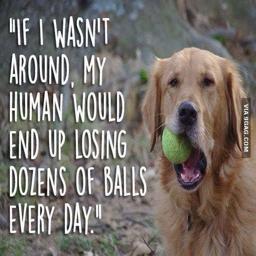 "IF I WASN'T
AROUND, MY
HUMAN WOULD
END UP LOSING
DOZENS OF BALLS
EVERY DAY."
VIA 9GAG.COM